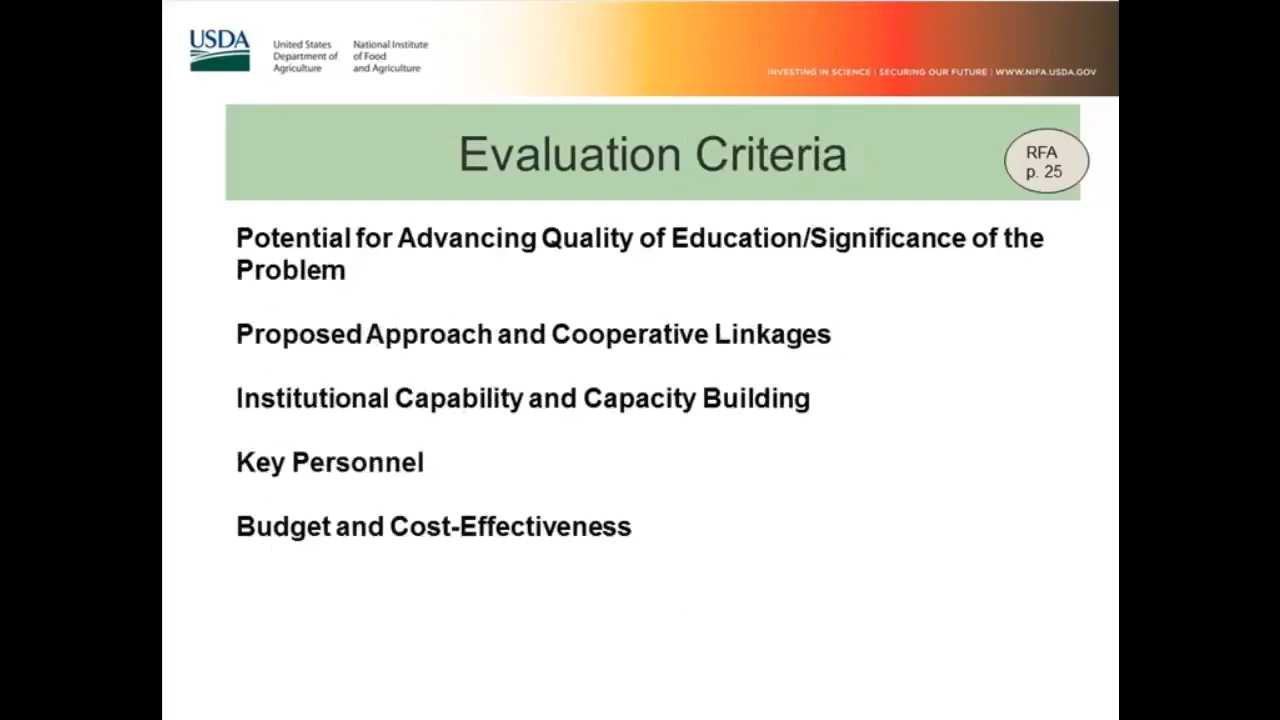 USDA
United States
Department of
Agriculture
National Institute
of Food
and Agriculture
INVESTING IN SCIENCE | SECURING OUR FUTURE | WWW.NIFA.USDA.GOV
Evaluation Criteria
RFA
p. 25
Potential for Advancing Quality of Education/Significance of the
Problem
Proposed Approach and Cooperative Linkages
Institutional Capability and Capacity Building
Key Personnel
Budget and Cost-Effectiveness